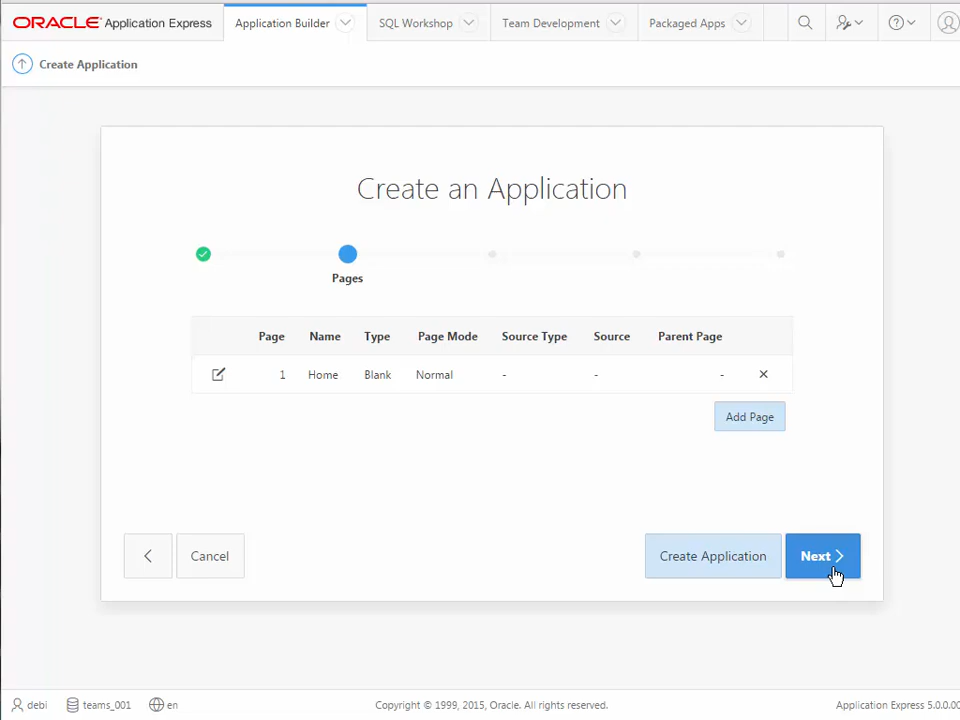 ORACLE Application Express Application Builder SQL Workshop Team Development Packaged Apps
Create Application
Create an Application
Pages
Page Name Type Page Mode Source Type Source Parent Page
1 Home Blank Normal - - -
Add Page
Cancel Create Application Next
debi teams_001 en Copyright © 1999, 2015, Oracle. All rights reserved. Application Express 5.0.0.00